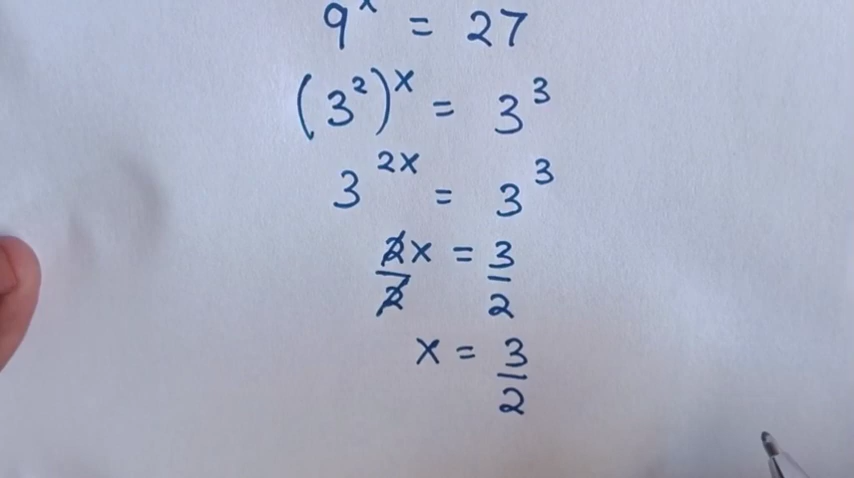 9^x = 27
(3^2)^x = 3^3
3^{2x} = 3^3
2x/2 = 3/2
x = 3/2